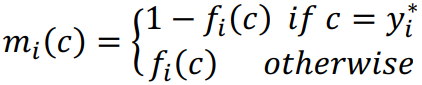 m_i(c) = {1 − f_i(c) if c = y_i^*
f_i(c) otherwise